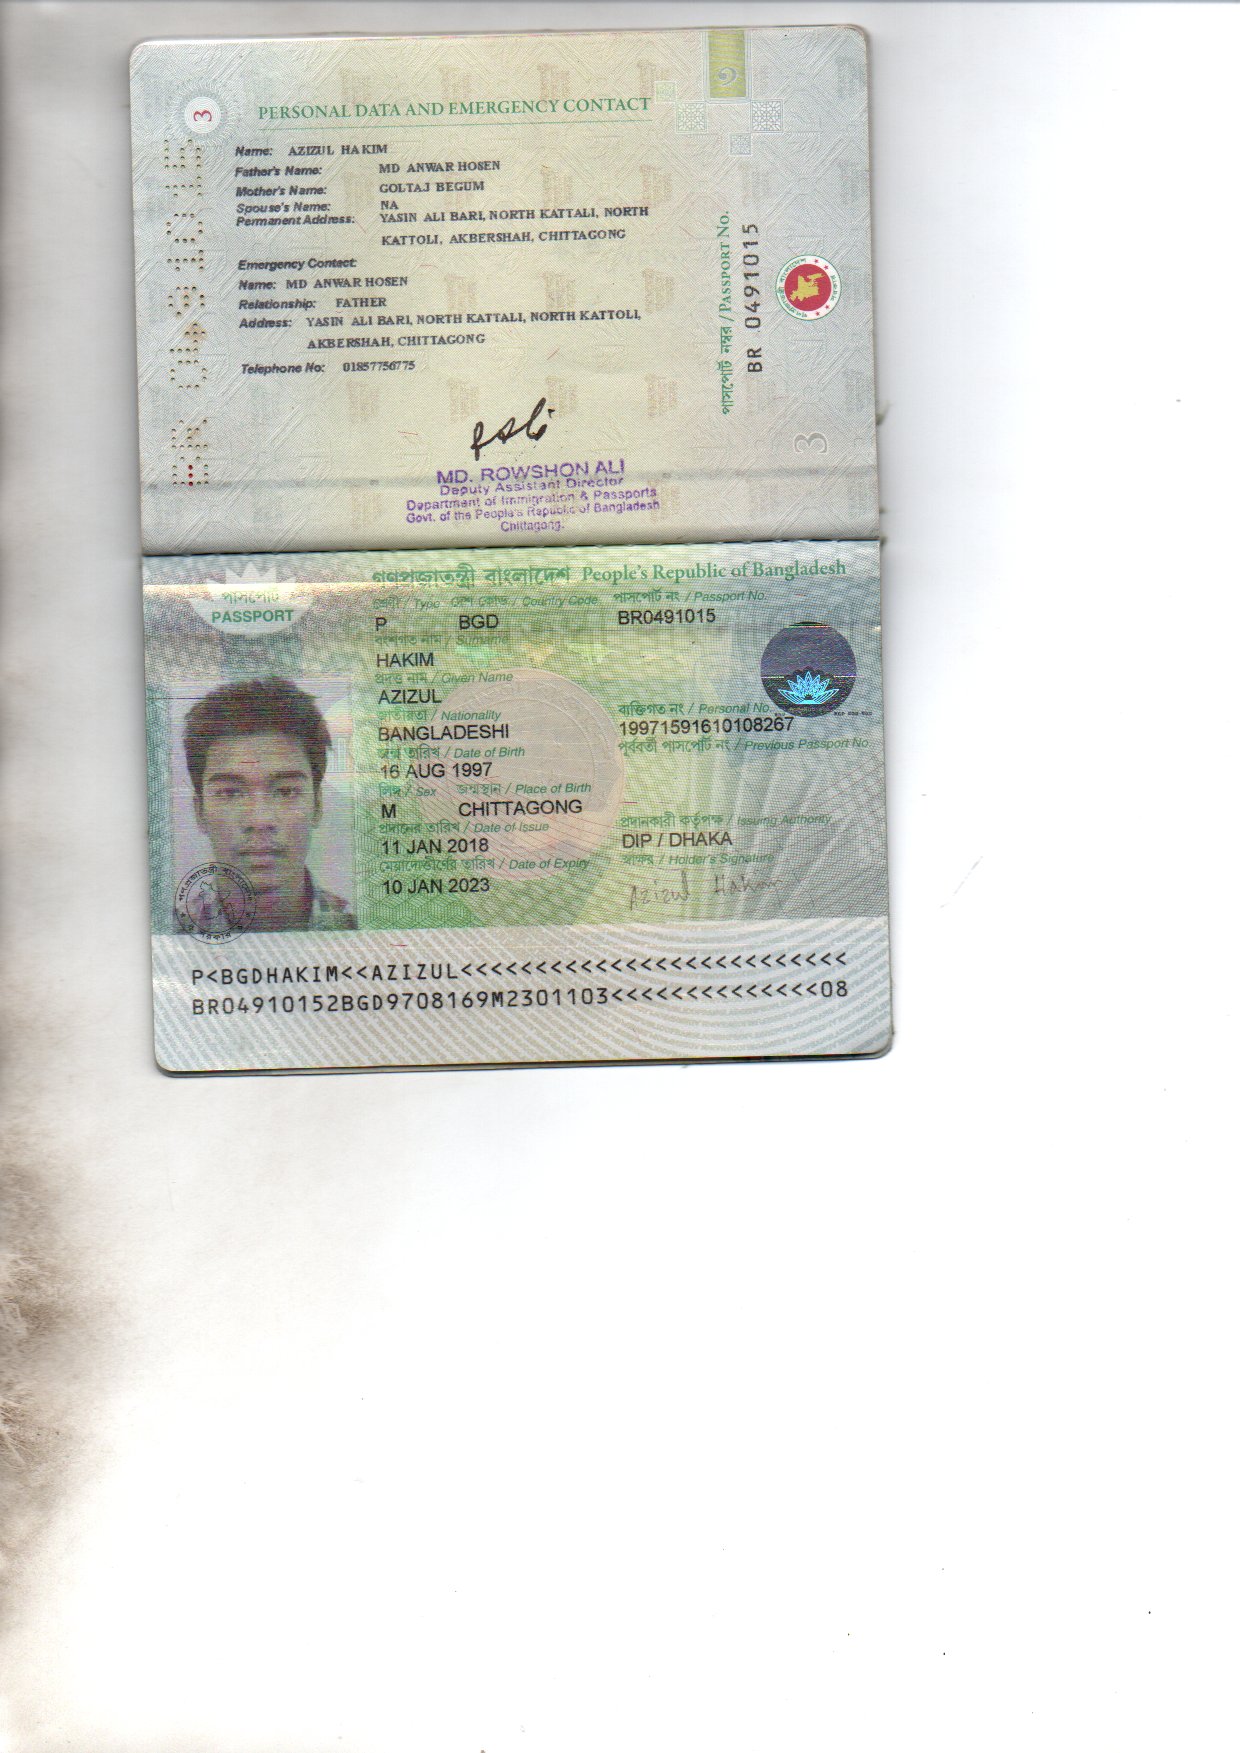 3
PERSONAL DATA AND EMERGENCY CONTACT
Name: AZIZUL HAKIM
Father's Name: MD ANWAR HOSEN
Mother's Name: GOLTAJ BEGUM
Spouse's Name: NA
Permanent Address: YASIN ALI BARI, NORTH KATTALI, NORTH
KATTOLI, AKBERSHAH, CHITTAGONG
Emergency Contact:
Name: MD ANWAR HOSEN
Relationship: FATHER
Address: YASIN ALI BARI, NORTH KATTALI, NORTH KATTOLI,
AKBERSHAH, CHITTAGONG
Telephone No: 01857756775
পাসপোর্ট নম্বর / PASSPORT No.
BR 0491015
3
MD. ROWSHON ALI
Deputy Assistant Director
Department of Immigration & Passports
Govt. of the People's Republic of Bangladesh
Chittagong.
গণপ্রজাতন্ত্রী বাংলাদেশ People's Republic of Bangladesh
পাসপোর্ট
PASSPORT
শ্রেণী / Type দেশ কোড / Country Code পাসপোর্ট নং / Passport No.
P BGD BR0491015
বংশগত নাম / Surname
HAKIM
প্রদত্ত নাম / Given Name
AZIZUL
জাতীয়তা / Nationality ব্যক্তিগত নং / Personal No.
BANGLADESHI 19971591610108267
জন্ম তারিখ / Date of Birth পূর্ববর্তী পাসপোর্ট নং / Previous Passport No.
16 AUG 1997
লিঙ্গ / Sex জন্মস্থান / Place of Birth
M CHITTAGONG
প্রদানের তারিখ / Date of Issue প্রদানকারী কর্তৃপক্ষ / Issuing Authority
11 JAN 2018 DIP / DHAKA
মেয়াদোত্তীর্ণের তারিখ / Date of Expiry স্বাক্ষর / Holder's Signature
10 JAN 2023 Azizul Hakim
P<BGDHAKIM<<AZIZUL<<<<<<<<<<<<<<<<<<<<<<<<<<
BR04910152BGD9708169M2301103<<<<<<<<<<<<<<08